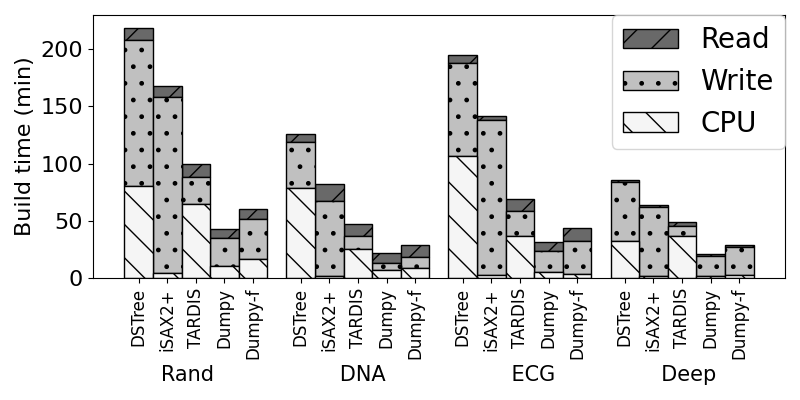 Build time (min)
200
150
100
50
0
Read
Write
CPU
DSTree
iSAX2+
TARDIS
Dumpy
Dumpy-f
DSTree
iSAX2+
TARDIS
Dumpy
Dumpy-f
DSTree
iSAX2+
TARDIS
Dumpy
Dumpy-f
DSTree
iSAX2+
TARDIS
Dumpy
Dumpy-f
Rand DNA ECG Deep